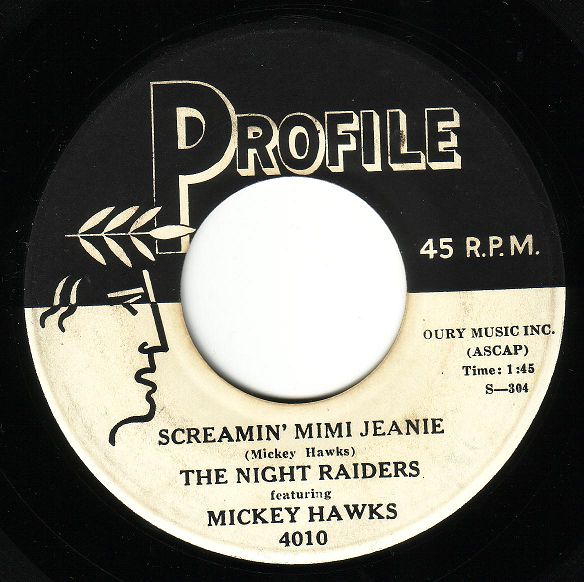 PROFILE
45 R.P.M.
OURY MUSIC INC.
(ASCAP)
Time: 1:45
S—304
SCREAMIN' MIMI JEANIE
(Mickey Hawks)
THE NIGHT RAIDERS
featuring
MICKEY HAWKS
4010